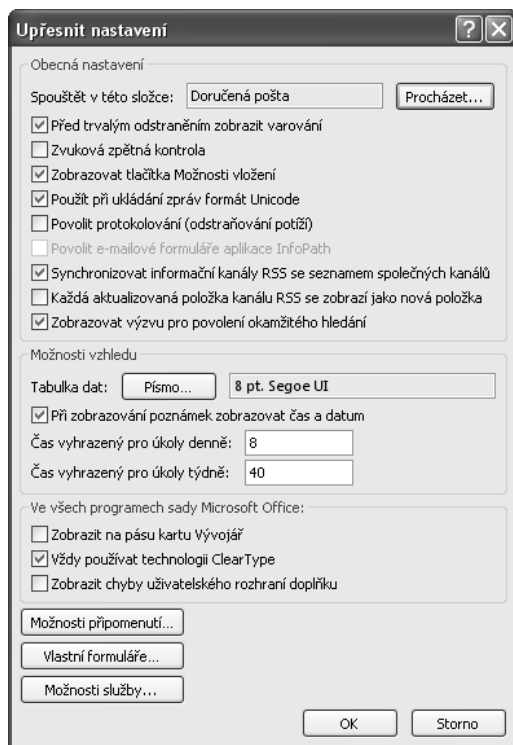 Upřesnit nastavení
Obecná nastavení
Spouštět v této složce: Doručená pošta Procházet...
Před trvalým odstraněním zobrazit varování
Zvuková zpětná kontrola
Zobrazovat tlačítka Možnosti vložení
Použít při ukládání zpráv formát Unicode
Povolit protokolování (odstraňování potíží)
Povolit e-mailové formuláře aplikace InfoPath
Synchronizovat informační kanály RSS se seznamem společných kanálů
Každá aktualizovaná položka kanálu RSS se zobrazí jako nová položka
Zobrazovat výzvu pro povolení okamžitého hledání
Možnosti vzhledu
Tabulka dat: Písmo... 8 pt. Segoe UI
Při zobrazování poznámek zobrazovat čas a datum
Čas vyhrazený pro úkoly denně: 8
Čas vyhrazený pro úkoly týdně: 40
Ve všech programech sady Microsoft Office:
Zobrazit na pásu kartu Vývojář
Vždy používat technologii ClearType
Zobrazit chyby uživatelského rozhraní doplňku
Možnosti připomenutí...
Vlastní formuláře...
Možnosti služby...
OK Storno